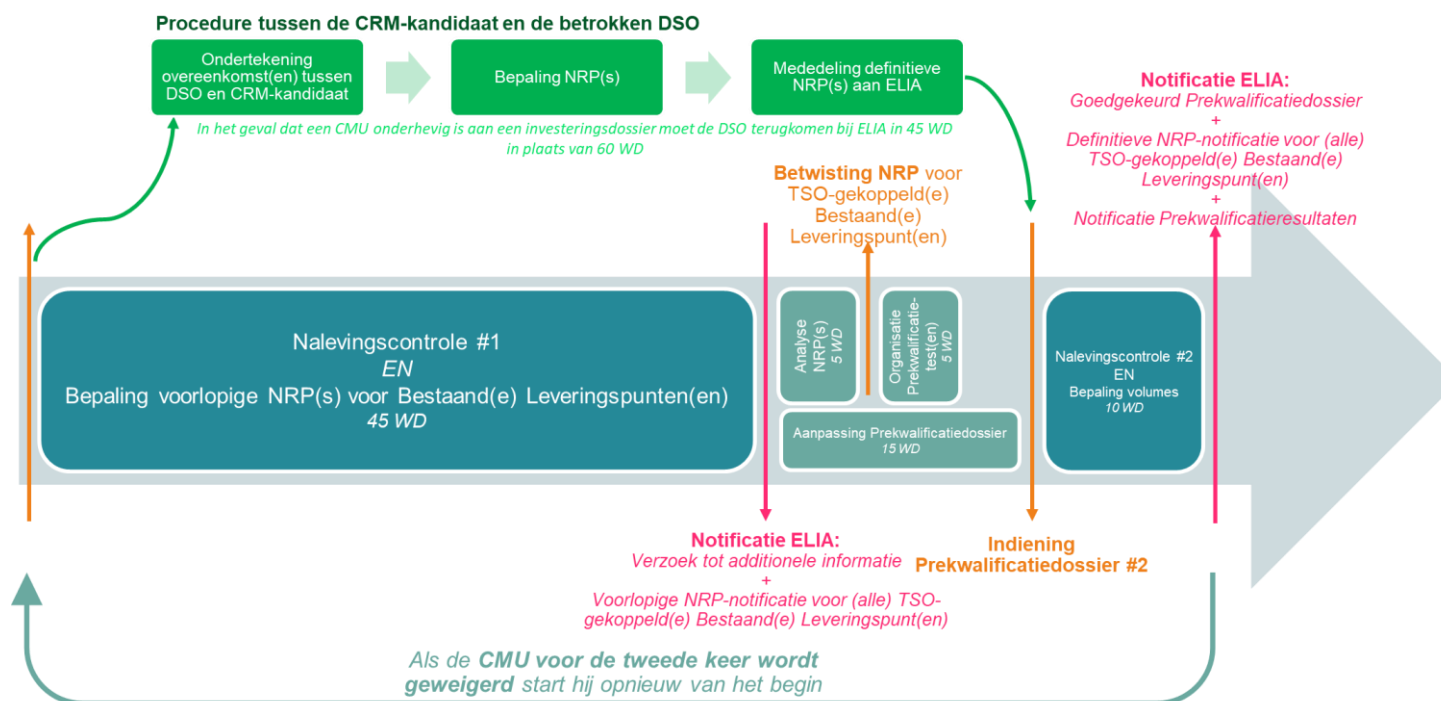 Procedure tussen de CRM-kandidaat en de betrokken DSO
Ondertekening
overeenkomst(en) tussen
DSO en CRM-kandidaat
Bepaling NRP(s)
Mededeling definitieve
NRP(s) aan ELIA
In het geval dat een CMU onderhevig is aan een investeringsdossier moet de DSO terugkomen bij ELIA in 45 WD
in plaats van 60 WD
Notificatie ELIA:
Goedgekeurd Prekwalificatiedossier
+
Definitieve NRP-notificatie voor (alle)
TSO-gekoppeld(e) Bestaand(e)
Leveringspunt(en)
+
Notificatie Prekwalificatieresultaten
Betwisting NRP voor
TSO-gekoppeld(e)
Bestaand(e)
Leveringspunt(en)
Nalevingscontrole #1
EN
Bepaling voorlopige NRP(s) voor Bestaand(e) Leveringspunten(en)
45 WD
Analyse
NRP(s)
5 WD
Organisatie
Prekwalificatie-
test(en)
5 WD
Aanpassing Prekwalificatiedossier
15 WD
Nalevingscontrole #2
EN
Bepaling volumes
10 WD
Notificatie ELIA:
Verzoek tot additionele informatie
+
Voorlopige NRP-notificatie voor (alle) TSO-
gekoppeld(e) Bestaand(e) Leveringspunt(en)
Indiening
Prekwalificatiedossier #2
Als de CMU voor de tweede keer wordt
geweigerd start hij opnieuw van het begin